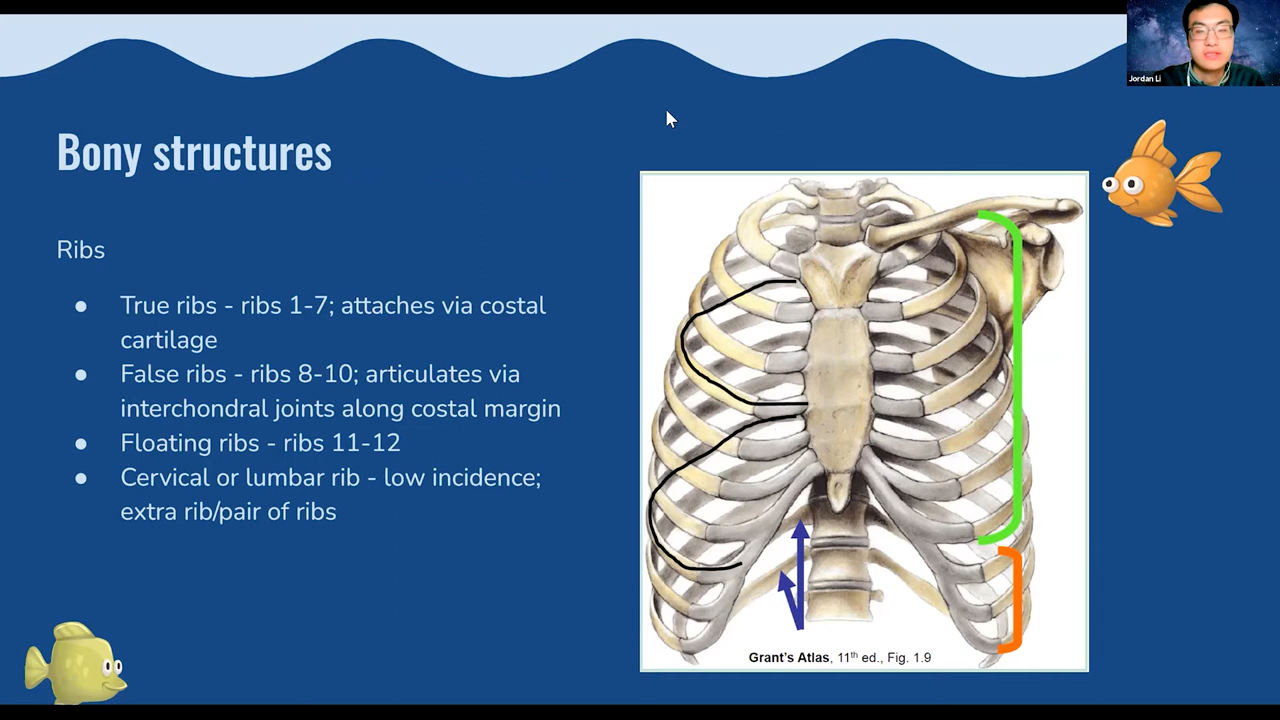 Jordan Li
Bony structures
Ribs
● True ribs - ribs 1-7; attaches via costal
cartilage
● False ribs - ribs 8-10; articulates via
interchondral joints along costal margin
● Floating ribs - ribs 11-12
● Cervical or lumbar rib - low incidence;
extra rib/pair of ribs
Grant's Atlas, 11th ed., Fig. 1.9